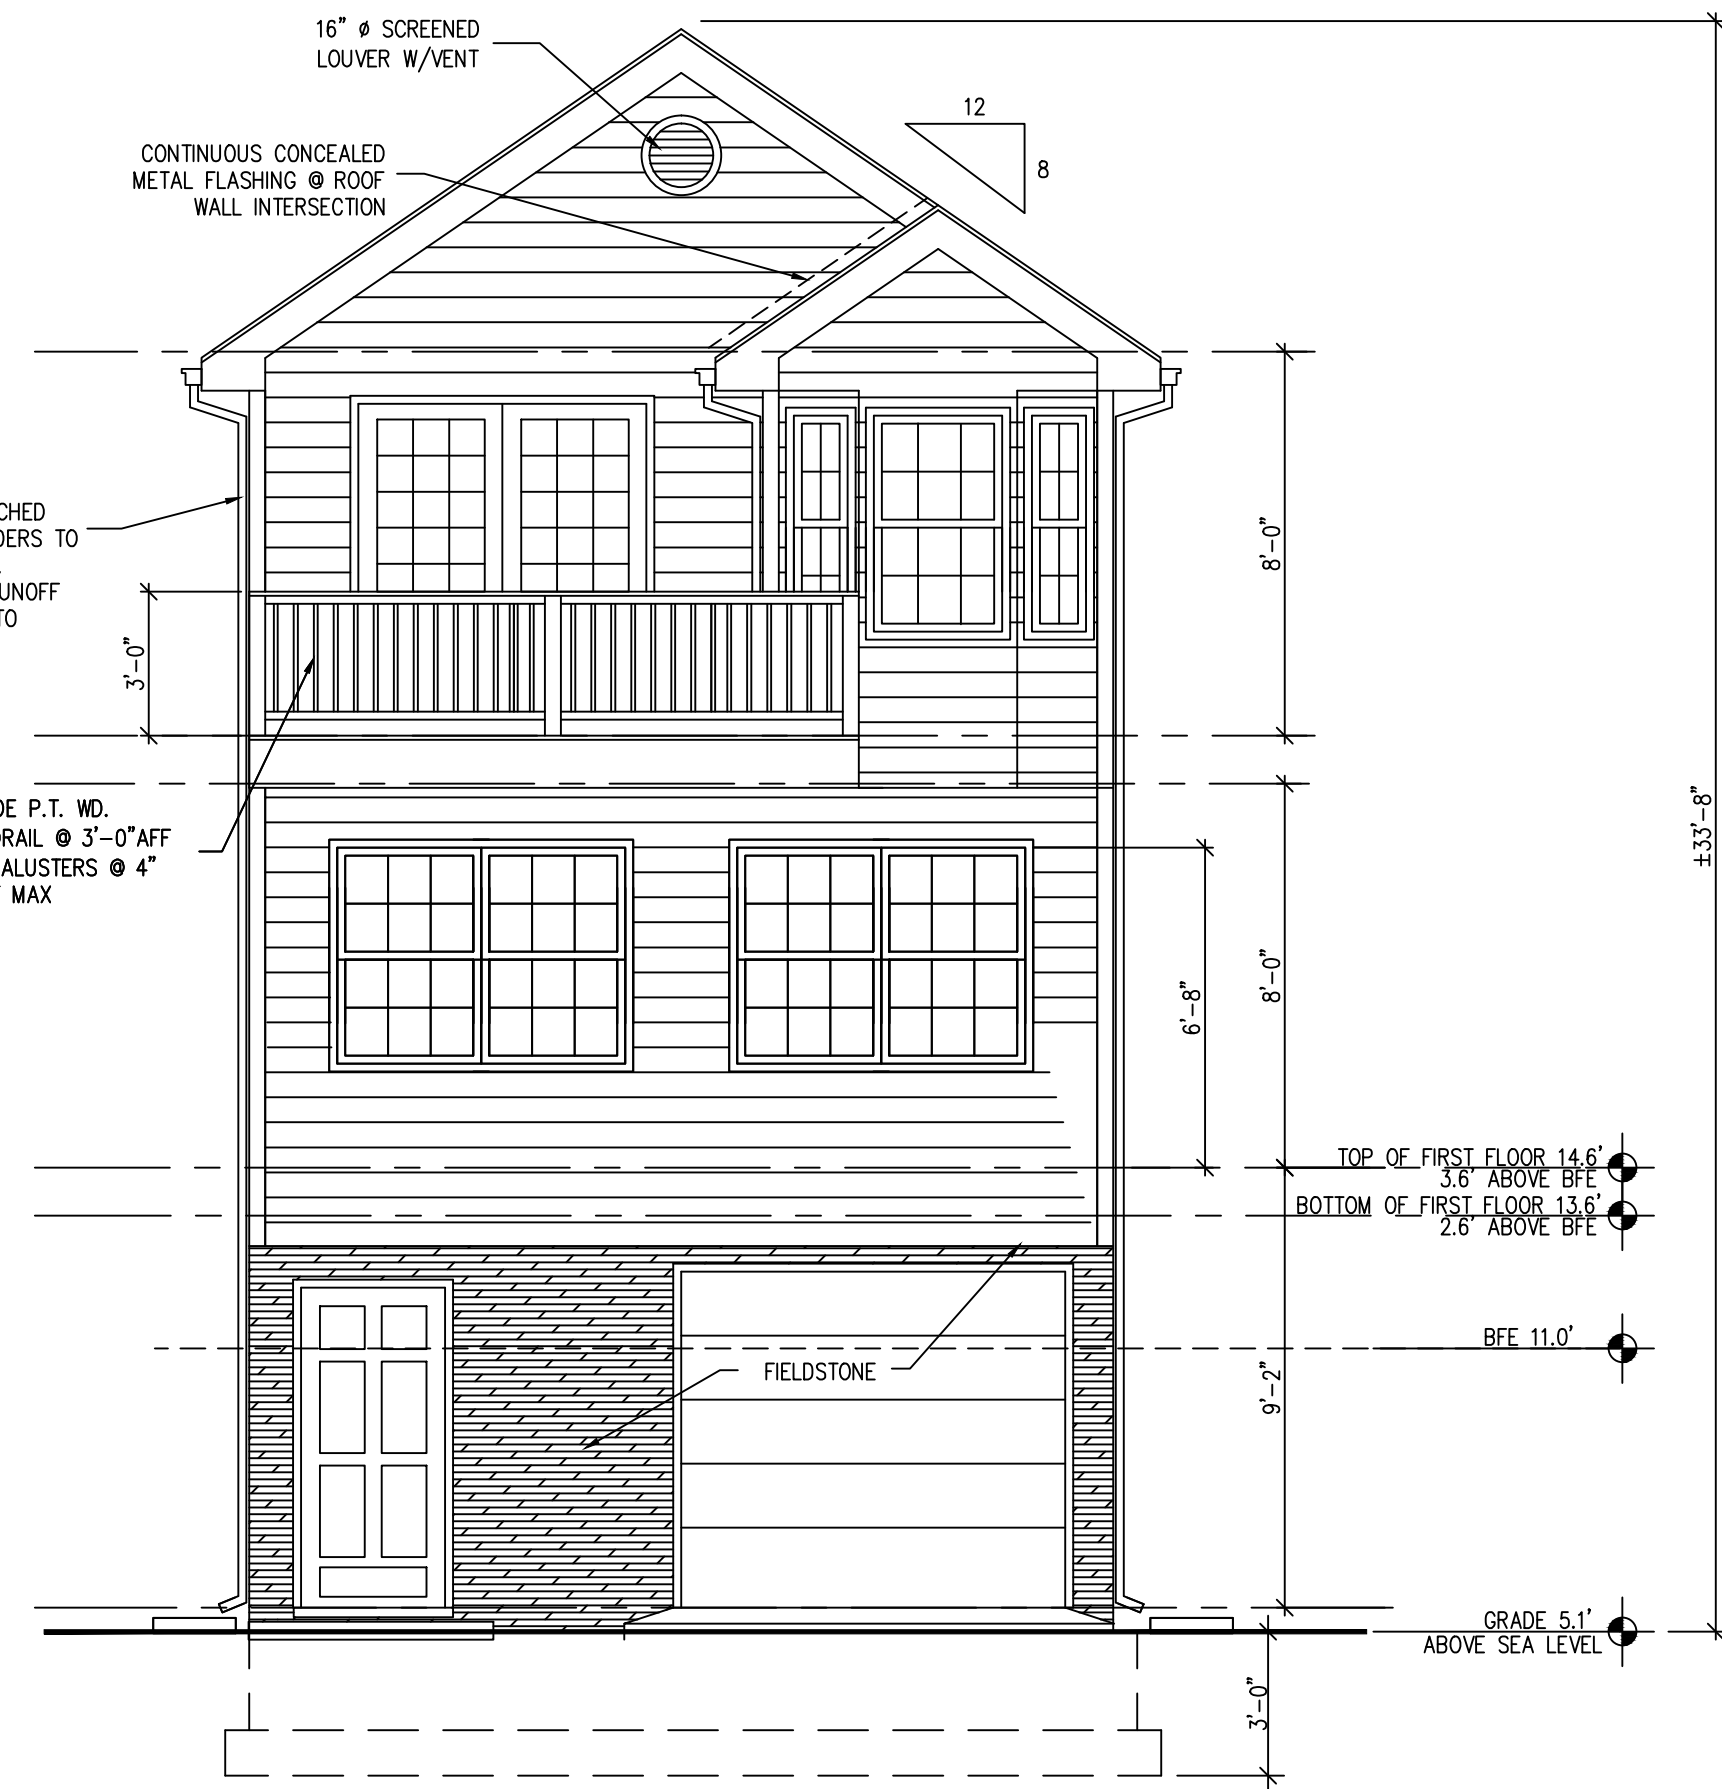 16" ø SCREENED
LOUVER W/VENT
12
8
CONTINUOUS CONCEALED
METAL FLASHING @ ROOF
WALL INTERSECTION
CHED
DERS TO
UNOFF
TO
3'-0"
8'-0"
DE P.T. WD.
DRAIL @ 3'-0"AFF
ALUSTERS @ 4"
MAX
±33'-8"
6'-8"
8'-0"
TOP OF FIRST FLOOR 14.6'
3.6' ABOVE BFE
BOTTOM OF FIRST FLOOR 13.6'
2.6' ABOVE BFE
BFE 11.0'
FIELDSTONE
9'-2"
GRADE 5.1'
ABOVE SEA LEVEL
3'-0"